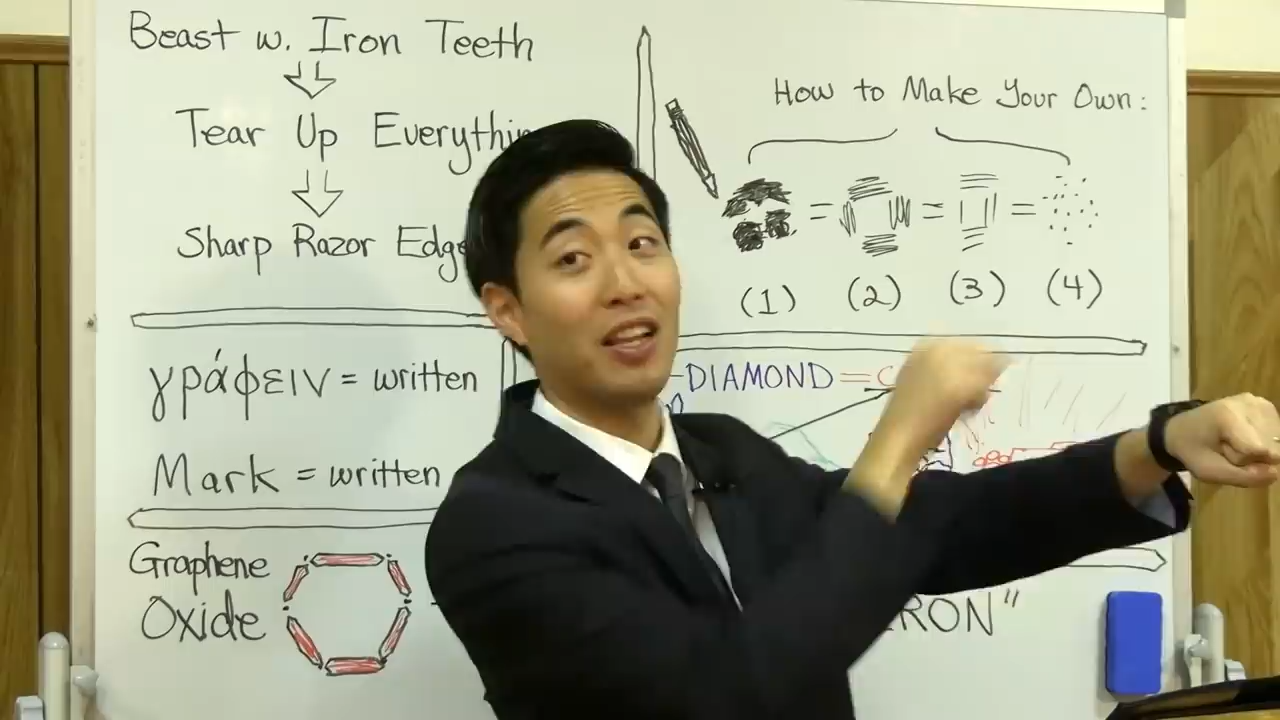 Beast w. Iron Teeth
Tear Up Everythin
Sharp Razor Edge
How to Make Your Own:
= = =
(1) (2) (3) (4)
γράφειν = written
Mark = written
DIAMOND = C
Graphene
Oxide
RON"